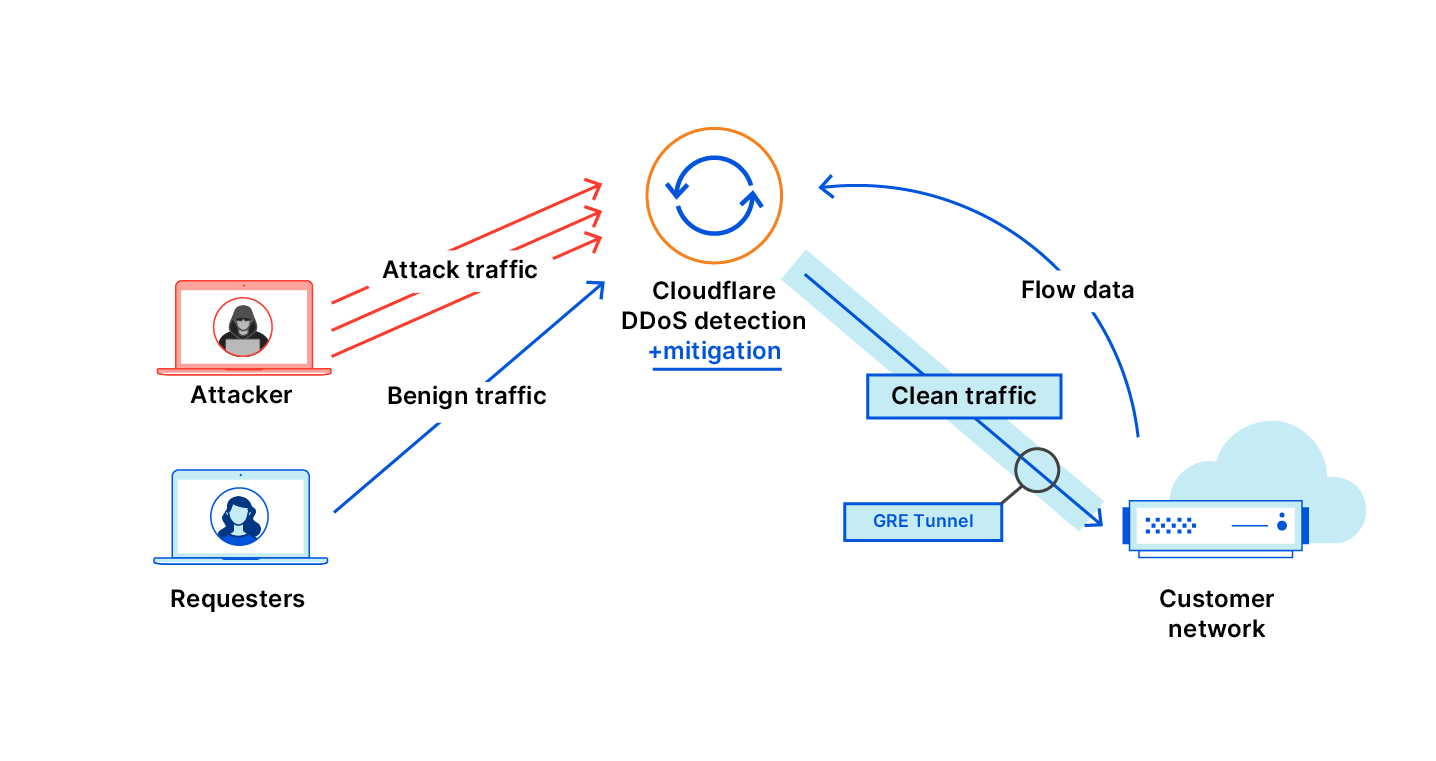 Attack traffic
Attacker
Benign traffic
Requesters
Cloudflare
DDoS detection
+mitigation
Clean traffic
GRE Tunnel
Flow data
Customer
network